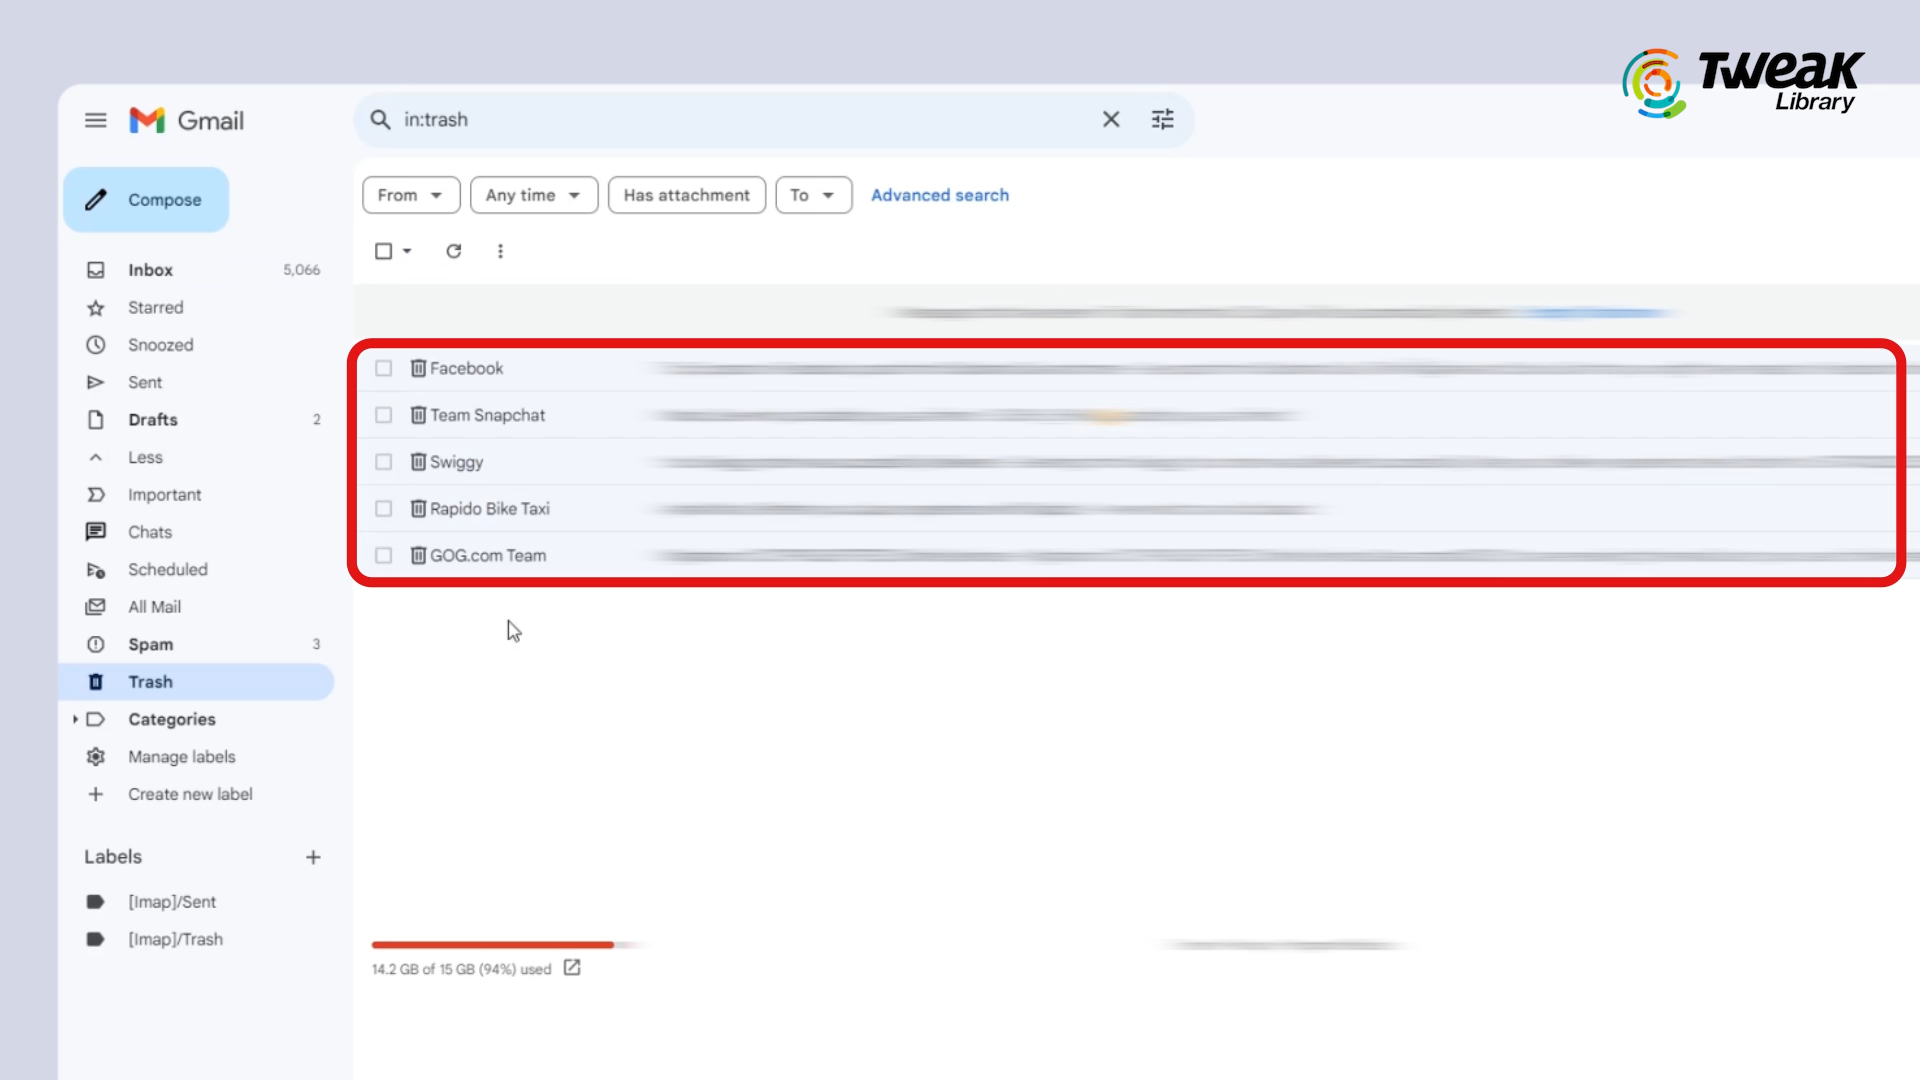 TWEAK
Library
Gmail
in:trash
Compose
From
Any time
Has attachment
To
Advanced search
Inbox 5,066
Starred
Snoozed
Sent
Drafts 2
Less
Important
Chats
Scheduled
All Mail
Spam 3
Trash
Categories
Manage labels
Create new label
Labels
[Imap]/Sent
[Imap]/Trash
Facebook
Team Snapchat
Swiggy
Rapido Bike Taxi
GOG.com Team
14.2 GB of 15 GB (94%) used